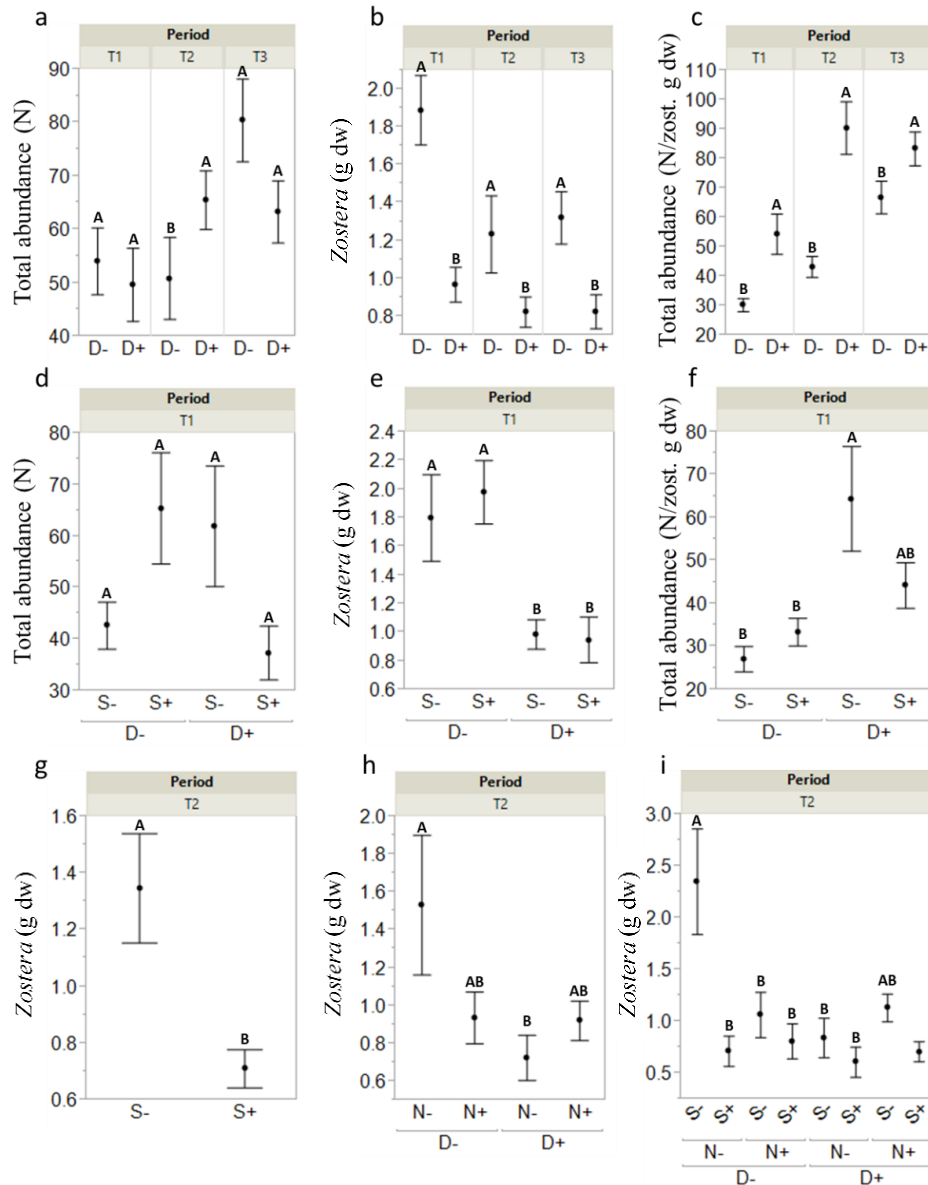 a
Period
T1 T2 T3
Total abundance (N)
90
80
70
60
50
40
A A B A A A
D- D+ D- D+ D- D+
b
Period
T1 T2 T3
Zostera (g dw)
2.0
1.8
1.6
1.4
1.2
1.0
0.8
A B A B A B
D- D+ D- D+ D- D+
c
Period
T1 T2 T3
Total abundance (N/zost. g dw)
110
100
90
80
70
60
50
40
30
20
B A B A B A
D- D+ D- D+ D- D+
d
Period
T1
Total abundance (N)
80
70
60
50
40
30
A A A A
S- S+ S- S+
D- D+
e
Period
T1
Zostera (g dw)
2.4
2.2
2.0
1.8
1.6
1.4
1.2
1.0
0.8
0.6
A A B B
S- S+ S- S+
D- D+
f
Period
T1
Total abundance (N/zost. g dw)
80
70
60
50
40
30
20
B B A AB
S- S+ S- S+
D- D+
g
Period
T2
Zostera (g dw)
1.6
1.4
1.2
1.0
0.8
0.6
A B
S- S+
h
Period
T2
Zostera (g dw)
2.0
1.8
1.6
1.4
1.2
1.0
0.8
0.6
A AB B AB
N- N+ N- N+
D- D+
i
Period
T2
Zostera (g dw)
3.0
2.5
2.0
1.5
1.0
0.5
A B B B B B AB
S- S+ S- S+ S- S+ S- S+
N- N+ N- N+
D- D+